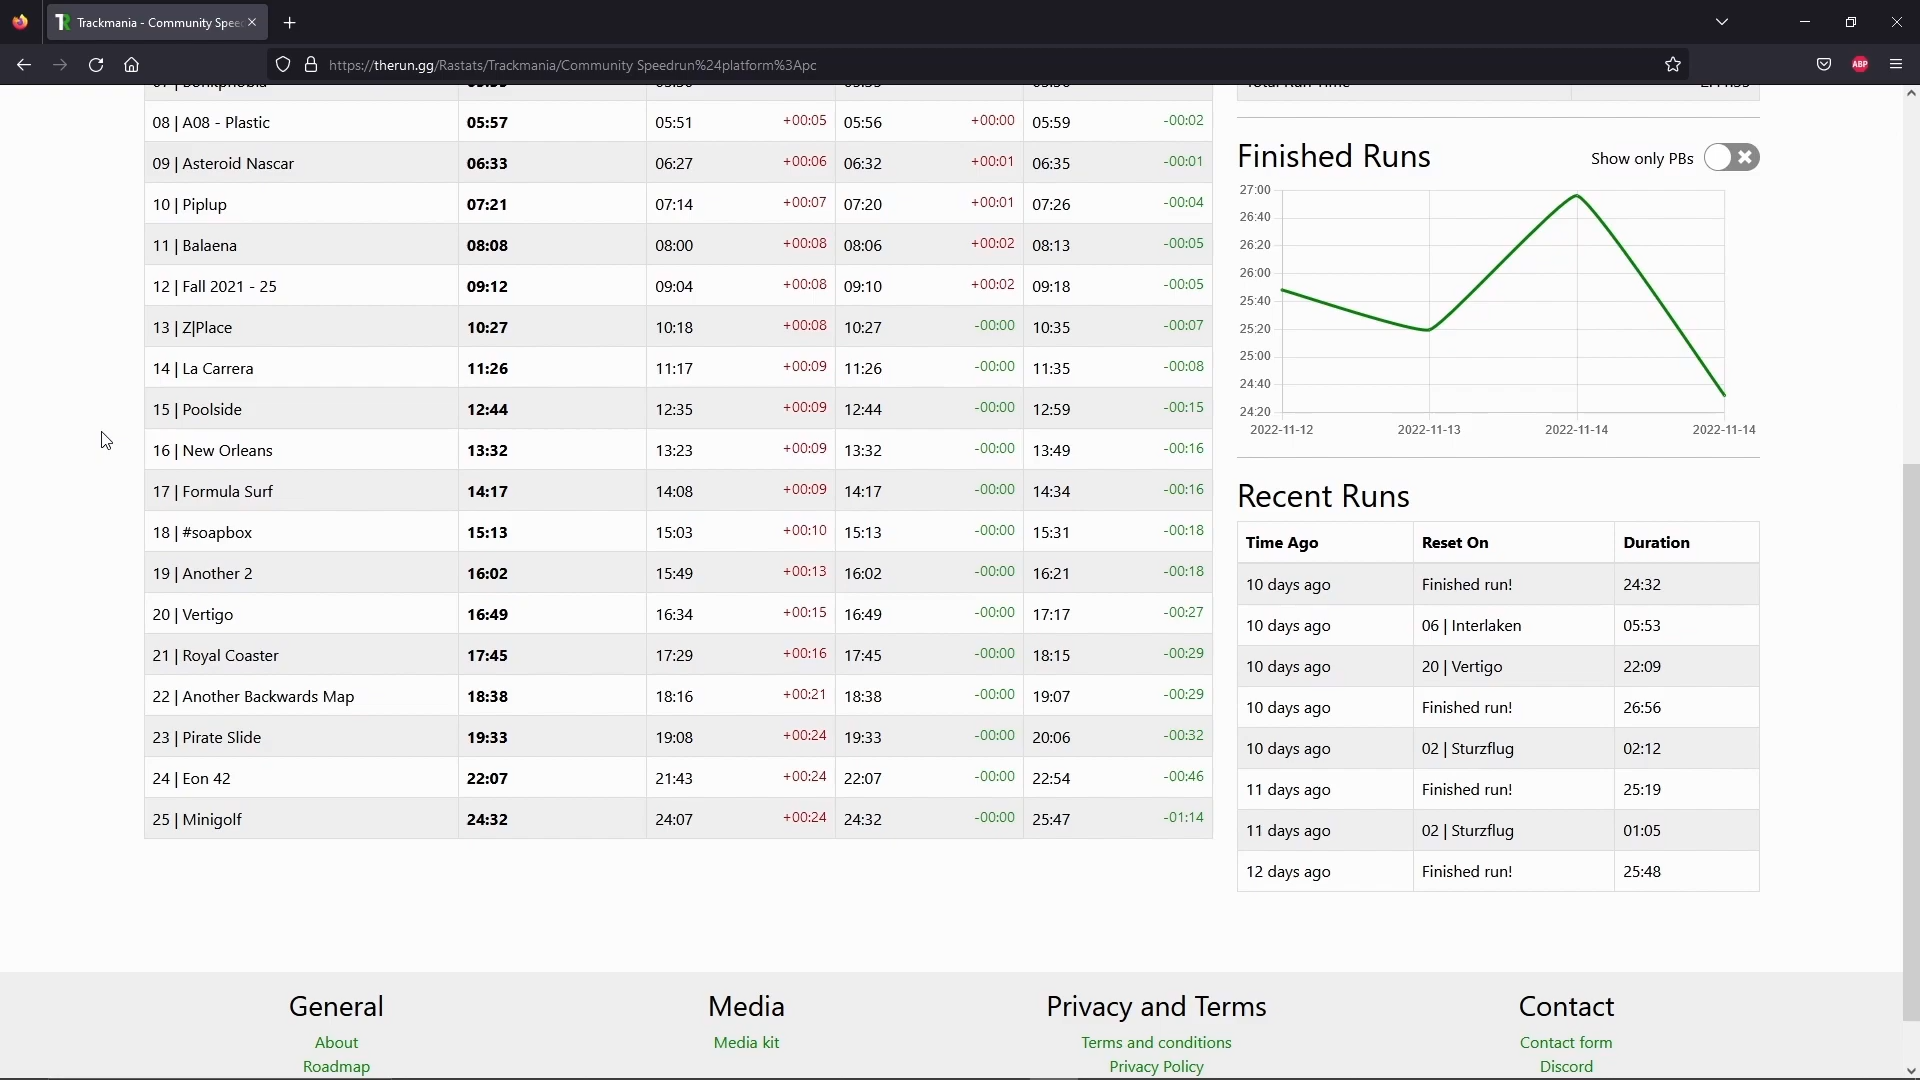 Trackmania - Community Spee
https://therun.gg/Rastats/Trackmania/Community Speedrun%24platform%3Apc
ABP
08 | A08 - Plastic 05:57 05:51 +00:05 05:56 +00:00 05:59 -00:02
09 | Asteroid Nascar 06:33 06:27 +00:06 06:32 +00:01 06:35 -00:01
10 | Piplup 07:21 07:14 +00:07 07:20 +00:01 07:26 -00:04
11 | Balaena 08:08 08:00 +00:08 08:06 +00:02 08:13 -00:05
12 | Fall 2021 - 25 09:12 09:04 +00:08 09:10 +00:02 09:18 -00:05
13 | Z|Place 10:27 10:18 +00:08 10:27 -00:00 10:35 -00:07
14 | La Carrera 11:26 11:17 +00:09 11:26 -00:00 11:35 -00:08
15 | Poolside 12:44 12:35 +00:09 12:44 -00:00 12:59 -00:15
16 | New Orleans 13:32 13:23 +00:09 13:32 -00:00 13:49 -00:16
17 | Formula Surf 14:17 14:08 +00:09 14:17 -00:00 14:34 -00:16
18 | #soapbox 15:13 15:03 +00:10 15:13 -00:00 15:31 -00:18
19 | Another 2 16:02 15:49 +00:13 16:02 -00:00 16:21 -00:18
20 | Vertigo 16:49 16:34 +00:15 16:49 -00:00 17:17 -00:27
21 | Royal Coaster 17:45 17:29 +00:16 17:45 -00:00 18:15 -00:29
22 | Another Backwards Map 18:38 18:16 +00:21 18:38 -00:00 19:07 -00:29
23 | Pirate Slide 19:33 19:08 +00:24 19:33 -00:00 20:06 -00:32
24 | Eon 42 22:07 21:43 +00:24 22:07 -00:00 22:54 -00:46
25 | Minigolf 24:32 24:07 +00:24 24:32 -00:00 25:47 -01:14
Finished Runs
Show only PBs
27:00
26:40
26:20
26:00
25:40
25:20
25:00
24:40
24:20
2022-11-12 2022-11-13 2022-11-14 2022-11-14
Recent Runs
Time Ago Reset On Duration
10 days ago Finished run! 24:32
10 days ago 06 | Interlaken 05:53
10 days ago 20 | Vertigo 22:09
10 days ago Finished run! 26:56
10 days ago 02 | Sturzflug 02:12
11 days ago Finished run! 25:19
11 days ago 02 | Sturzflug 01:05
12 days ago Finished run! 25:48
General
About
Roadmap
Media
Media kit
Privacy and Terms
Terms and conditions
Privacy Policy
Contact
Contact form
Discord